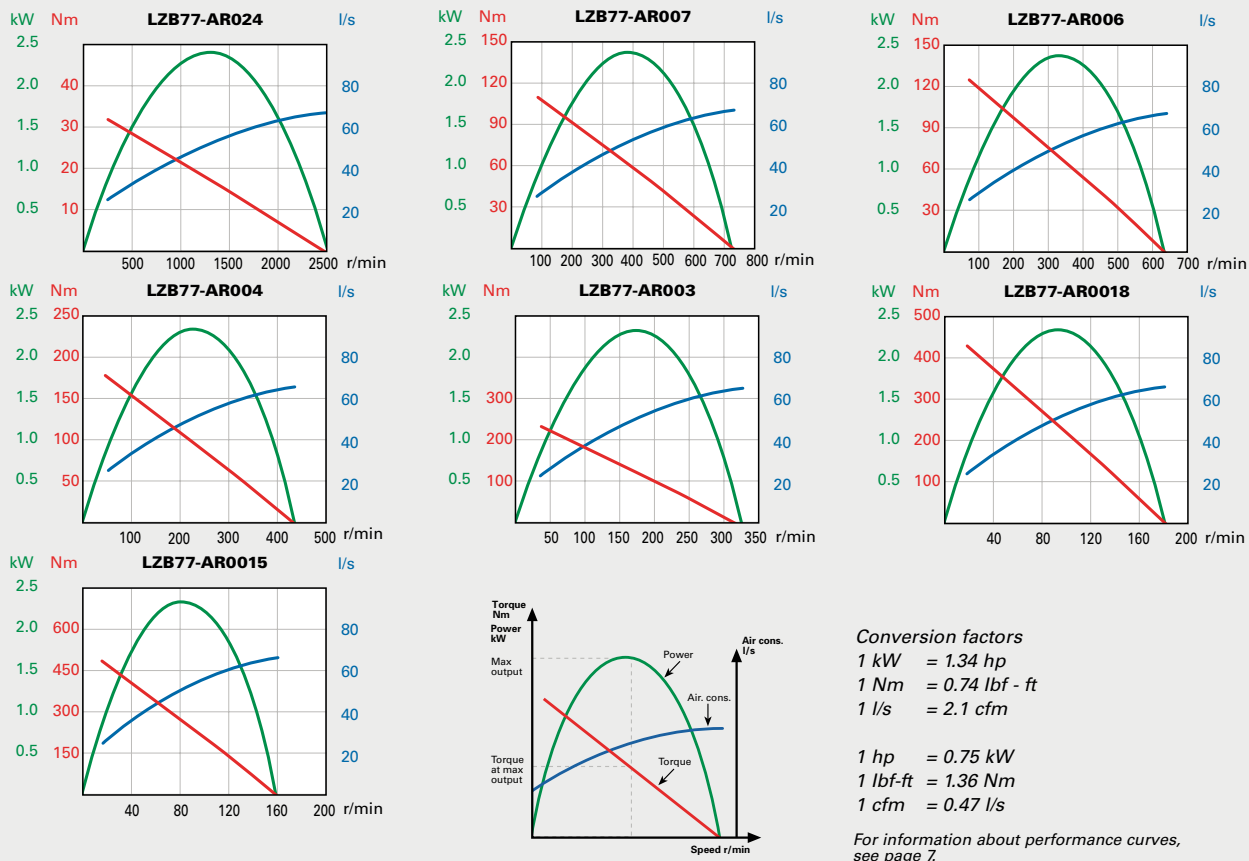 kW Nm LZB77-AR024 l/s
2.5
2.0 40 80
1.5 30 60
1.0 20 40
0.5 10 20
500 1000 1500 2000 2500 r/min
kW Nm LZB77-AR007 l/s
2.5 150
2.0 120 80
1.5 90 60
1.0 60 40
0.5 30 20
100 200 300 400 500 600 700 800 r/min
kW Nm LZB77-AR006 l/s
2.5 150
2.0 120 80
1.5 90 60
1.0 60 40
0.5 30 20
100 200 300 400 500 600 700 r/min
kW Nm LZB77-AR004 l/s
2.5 250
2.0 200 80
1.5 150 60
1.0 100 40
0.5 50 20
100 200 300 400 500 r/min
kW Nm LZB77-AR003 l/s
2.5
2.0 80
1.5 300 60
1.0 200 40
0.5 100 20
50 100 150 200 250 300 350 r/min
kW Nm LZB77-AR0018 l/s
2.5 500
2.0 400 80
1.5 300 60
1.0 200 40
0.5 100 20
40 80 120 160 200 r/min
kW Nm LZB77-AR0015 l/s
2.5
2.0 600 80
1.5 450 60
1.0 300 40
0.5 150 20
40 80 120 160 200 r/min
Torque
Nm
Power
kW
Air cons.
l/s
Max
output
Power
Air. cons.
Torque
at max
output
Torque
Speed r/min
Conversion factors
1 kW = 1.34 hp
1 Nm = 0.74 lbf - ft
1 l/s = 2.1 cfm
1 hp = 0.75 kW
1 lbf-ft = 1.36 Nm
1 cfm = 0.47 l/s
For information about performance curves,
see page 7.